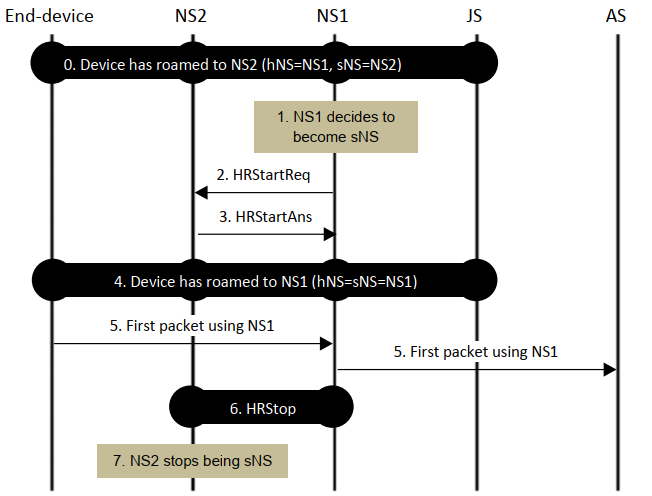 End-device NS2 NS1 JS AS
0. Device has roamed to NS2 (hNS=NS1, sNS=NS2)
1. NS1 decides to
become sNS
2. HRStartReq
3. HRStartAns
4. Device has roamed to NS1 (hNS=sNS=NS1)
5. First packet using NS1
5. First packet using NS1
6. HRStop
7. NS2 stops being sNS